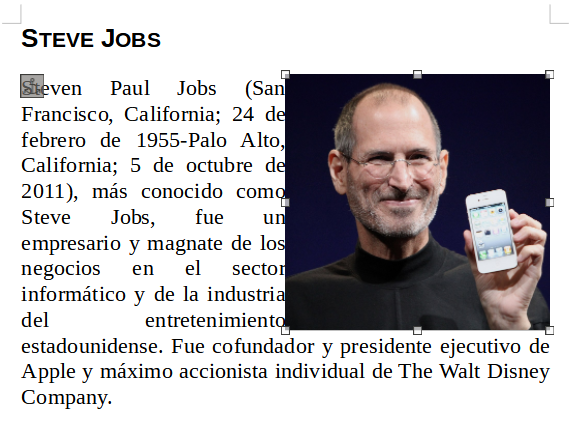 STEVE JOBS
Steven Paul Jobs (San
Francisco, California; 24 de
febrero de 1955-Palo Alto,
California; 5 de octubre de
2011), más conocido como
Steve Jobs, fue un
empresario y magnate de los
negocios en el sector
informático y de la industria
del entretenimiento
estadounidense. Fue cofundador y presidente ejecutivo de
Apple y máximo accionista individual de The Walt Disney
Company.